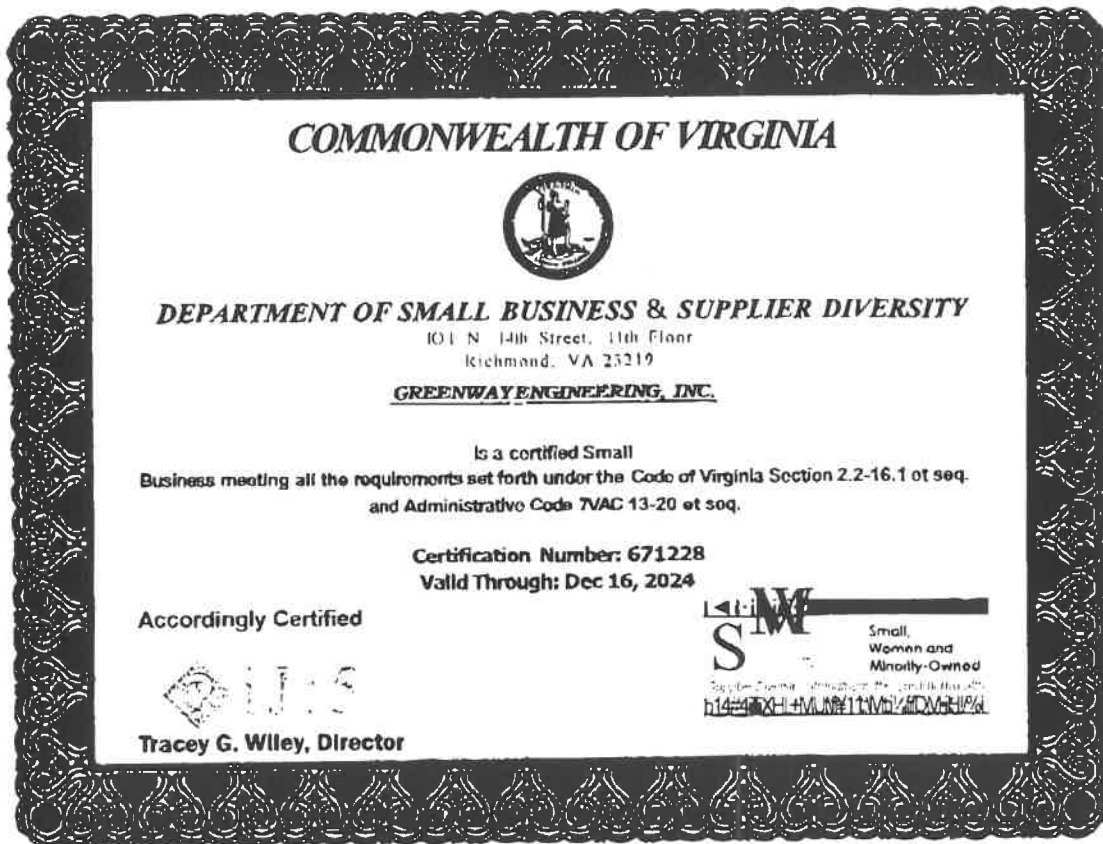 COMMONWEALTH OF VIRGINIA
DEPARTMENT OF SMALL BUSINESS & SUPPLIER DIVERSITY
101 N 14th Street, 11th Floor
Richmond, VA 23219
GREENWAY ENGINEERING, INC.
Is a certified Small
Business meeting all the requirements set forth under the Code of Virginia Section 2.2-16.1 et seq.
and Administrative Code 7VAC 13-20 et seq.
Certification Number: 671228
Valid Through: Dec 16, 2024
Accordingly Certified
Tracey G. Wiley, Director
S
Small,
Women and
Minority-Owned